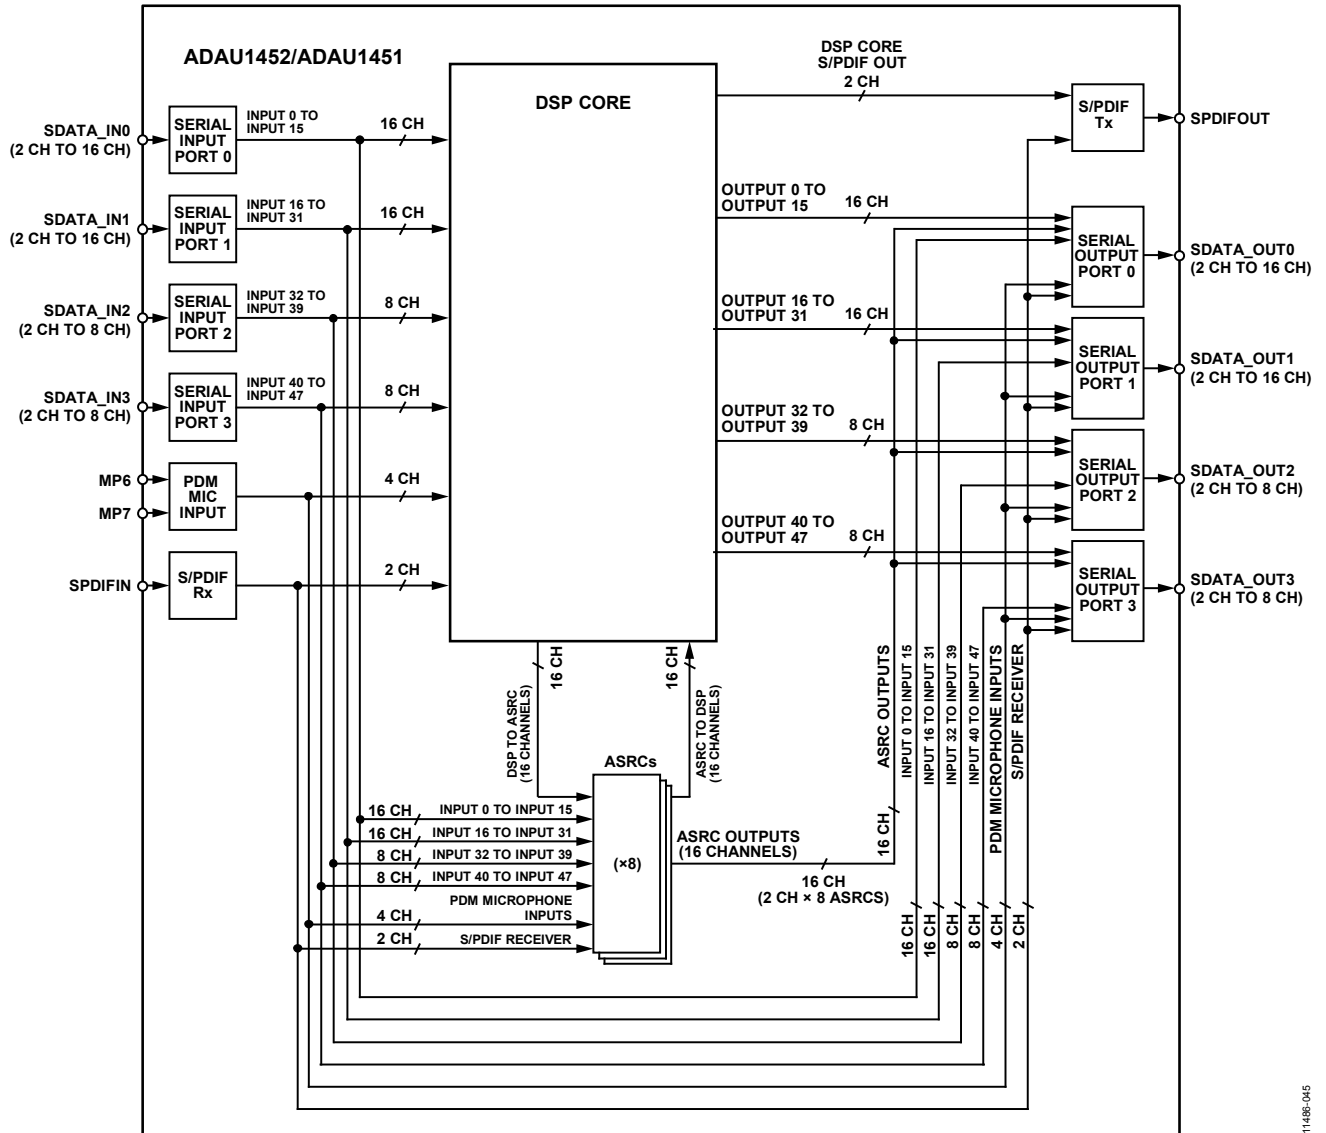 ADAU1452/ADAU1451
DSP CORE
DSP CORE
S/PDIF OUT
2 CH
S/PDIF
Tx
SPDIFOUT
SDATA_IN0
(2 CH TO 16 CH)
SERIAL
INPUT
PORT 0
INPUT 0 TO
INPUT 15
16 CH
SDATA_IN1
(2 CH TO 16 CH)
SERIAL
INPUT
PORT 1
INPUT 16 TO
INPUT 31
16 CH
SDATA_IN2
(2 CH TO 8 CH)
SERIAL
INPUT
PORT 2
INPUT 32 TO
INPUT 39
8 CH
SDATA_IN3
(2 CH TO 8 CH)
SERIAL
INPUT
PORT 3
INPUT 40 TO
INPUT 47
8 CH
MP6
MP7
PDM
MIC
INPUT
4 CH
SPDIFIN
S/PDIF
Rx
2 CH
OUTPUT 0 TO
OUTPUT 15
16 CH
SERIAL
OUTPUT
PORT 0
SDATA_OUT0
(2 CH TO 16 CH)
OUTPUT 16 TO
OUTPUT 31
16 CH
SERIAL
OUTPUT
PORT 1
SDATA_OUT1
(2 CH TO 16 CH)
OUTPUT 32 TO
OUTPUT 39
8 CH
SERIAL
OUTPUT
PORT 2
SDATA_OUT2
(2 CH TO 8 CH)
OUTPUT 40 TO
OUTPUT 47
8 CH
SERIAL
OUTPUT
PORT 3
SDATA_OUT3
(2 CH TO 8 CH)
16 CH
DSP TO ASRC
(16 CHANNELS)
16 CH
ASRC TO DSP
(16 CHANNELS)
ASRCs
(×8)
16 CH
INPUT 0 TO INPUT 15
16 CH
INPUT 16 TO INPUT 31
8 CH
INPUT 32 TO INPUT 39
8 CH
INPUT 40 TO INPUT 47
PDM MICROPHONE
INPUTS
4 CH
2 CH
S/PDIF RECEIVER
ASRC OUTPUTS
(16 CHANNELS)
16 CH
(2 CH × 8 ASRCS)
ASRC OUTPUTS
16 CH
INPUT 0 TO INPUT 15
16 CH
INPUT 16 TO INPUT 31
16 CH
INPUT 32 TO INPUT 39
8 CH
INPUT 40 TO INPUT 47
8 CH
PDM MICROPHONE INPUTS
4 CH
S/PDIF RECEIVER
2 CH
11486-045